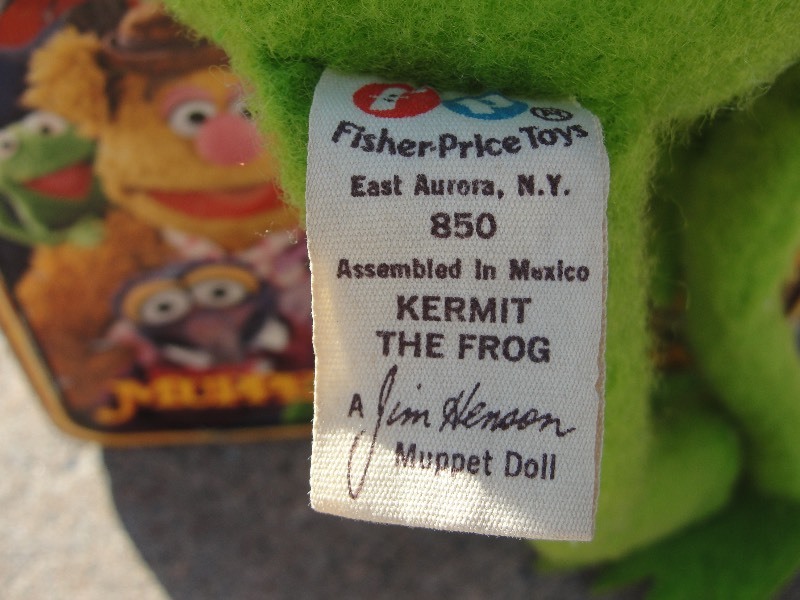 Fisher-Price Toys ®
East Aurora, N.Y.
850
Assembled in Mexico
KERMIT
THE FROG
A Jim Henson
Muppet Doll